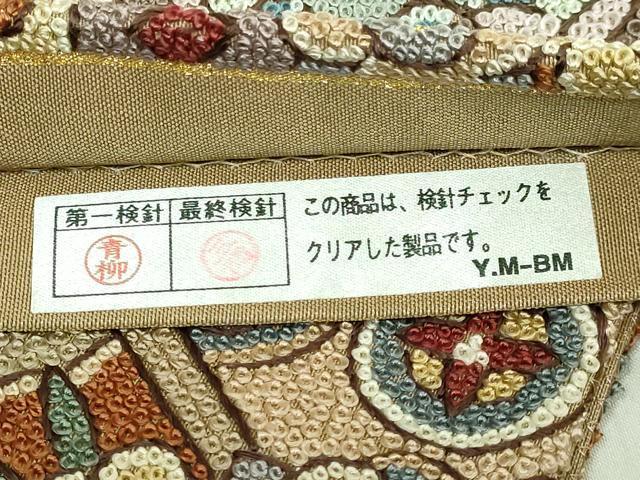 第一検針 最終検針
青柳
この商品は、検針チェックを
クリアした製品です。
Y.M-BM